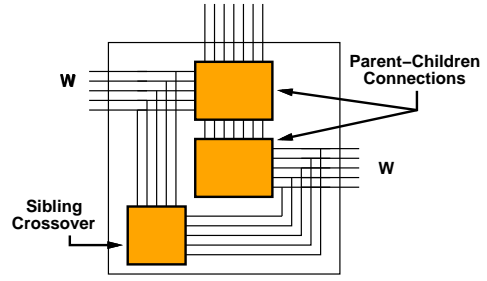 Parent–Children
Connections
W
W
Sibling
Crossover